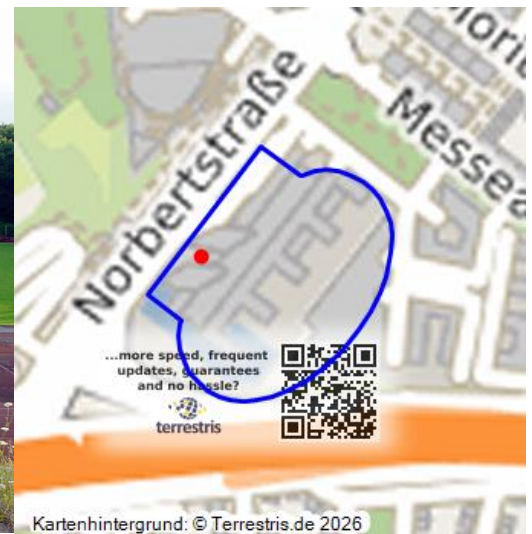 Norbertstraße
Messea
...more speed, frequent
updates, guarantees
and no hassle?
terrestris
Kartenhintergrund: © Terrestris.de 2026